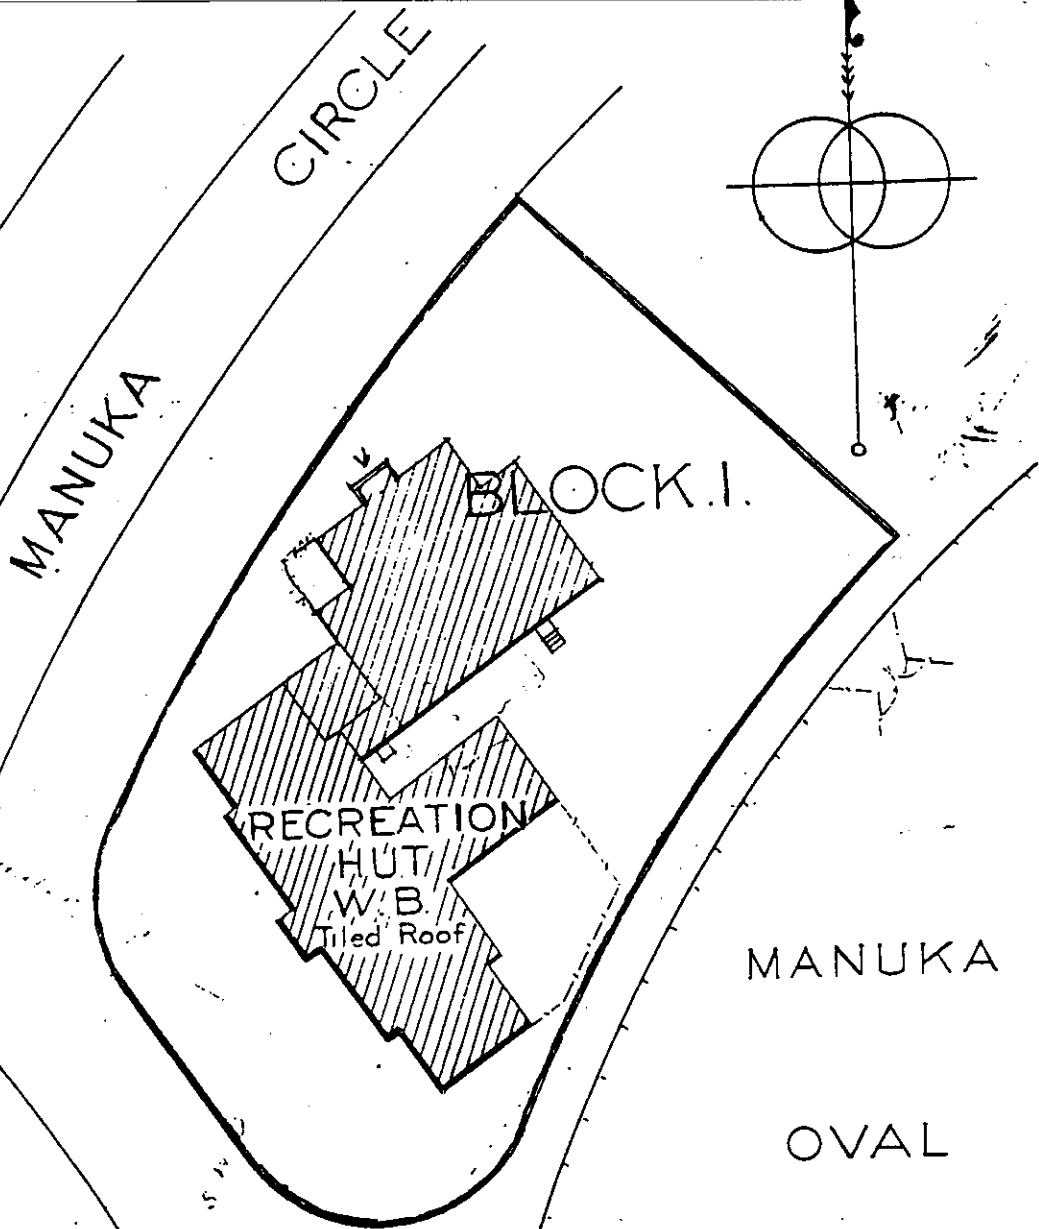 MANUKA CIRCLE
BLOCK.I.
RECREATION
HUT
W.B.
Tiled Roof
MANUKA
OVAL